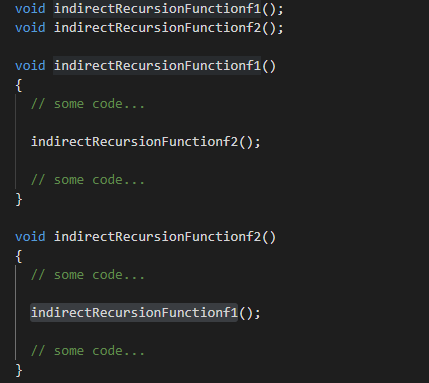 void indirectRecursionFunctionf1();
void indirectRecursionFunctionf2();
void indirectRecursionFunctionf1()
{
// some code...
indirectRecursionFunctionf2();
// some code...
}
void indirectRecursionFunctionf2()
{
// some code...
indirectRecursionFunctionf1();
// some code...
}